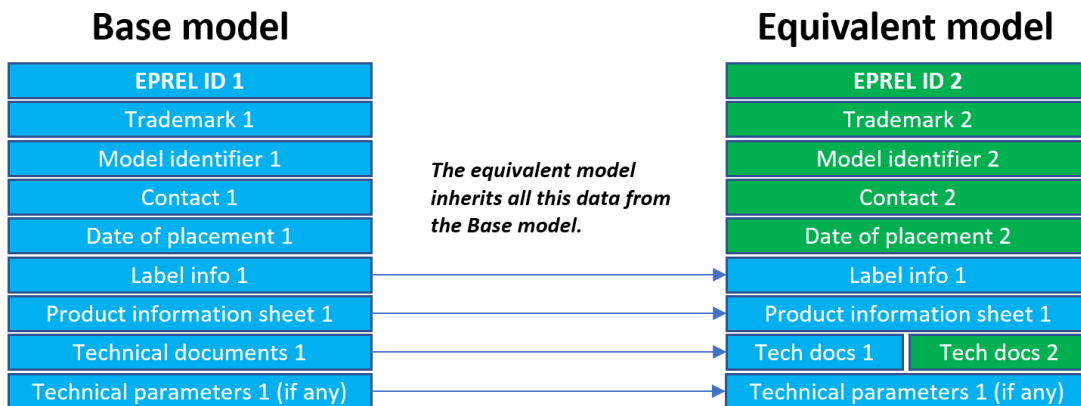 Base model
EPREL ID 1
Trademark 1
Model identifier 1
Contact 1
Date of placement 1
Label info 1
Product information sheet 1
Technical documents 1
Technical parameters 1 (if any)
The equivalent model
inherits all this data from
the Base model.
Equivalent model
EPREL ID 2
Trademark 2
Model identifier 2
Contact 2
Date of placement 2
Label info 1
Product information sheet 1
Tech docs 1
Tech docs 2
Technical parameters 1 (if any)